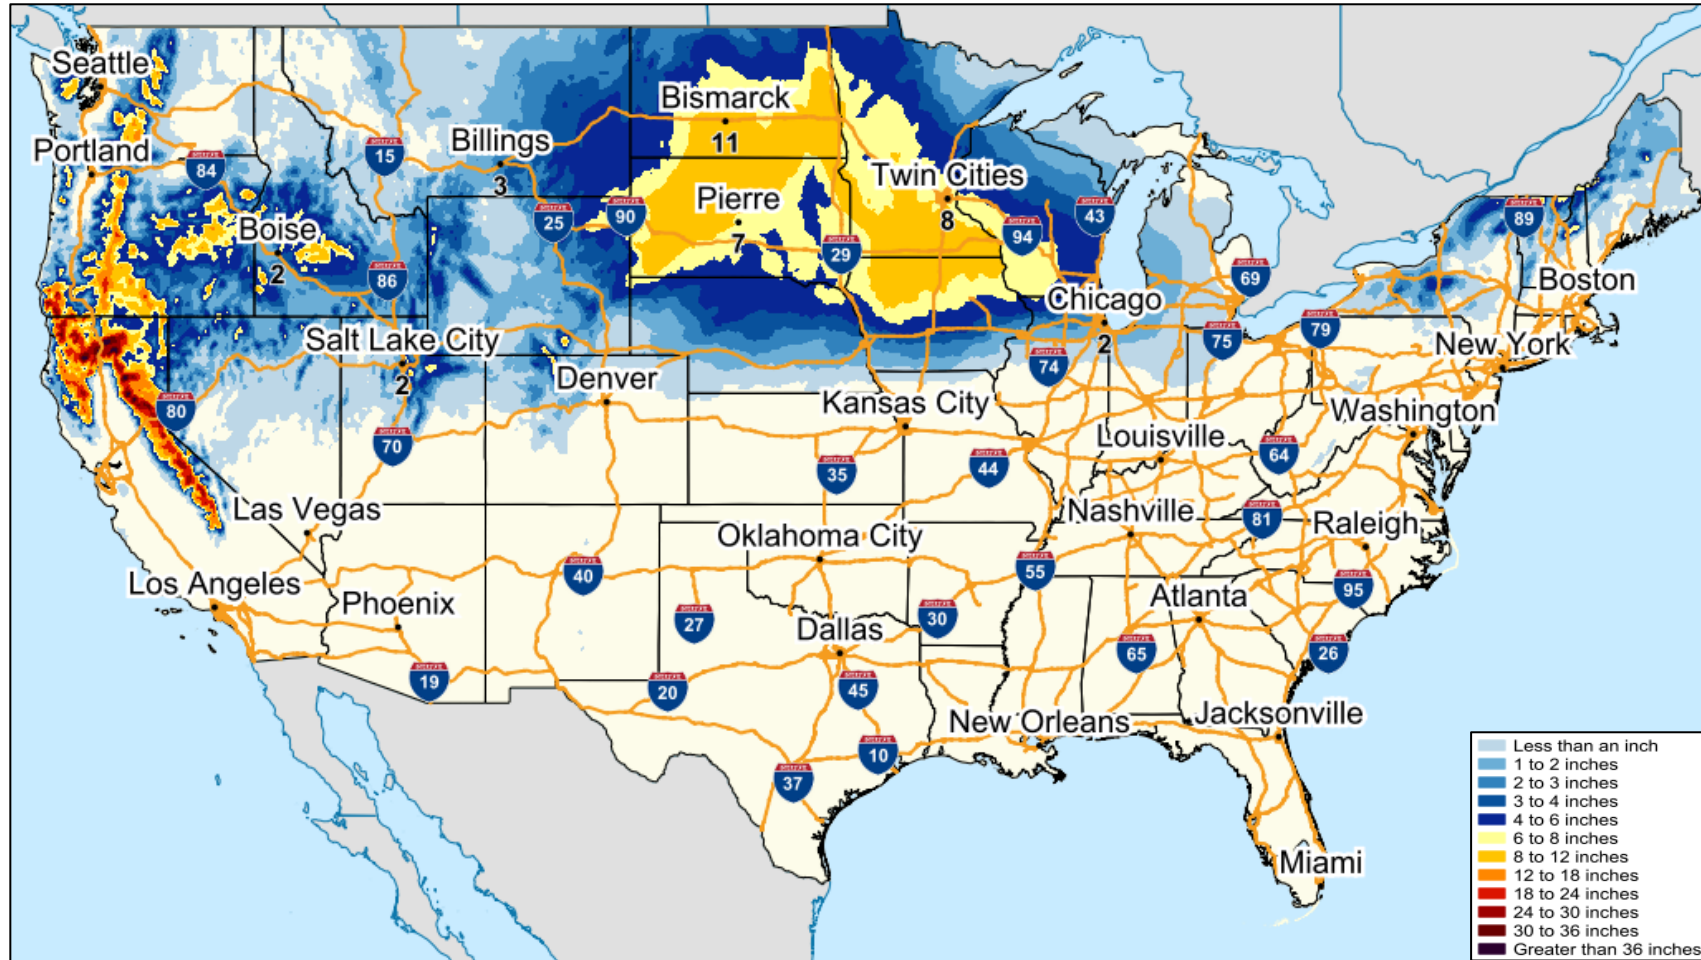 Seattle
Bismarck
11
Portland
84
15
Billings
3
Twin Cities
8
Pierre
7
25
90
43
94
29
89
Boise
2
86
69
Boston
Chicago
2
Salt Lake City
2
79
75
New York
74
Denver
80
Kansas City
Washington
70
Louisville
64
35
44
Las Vegas
Nashville
81
Raleigh
Oklahoma City
55
40
95
Los Angeles
Phoenix
Atlanta
27
30
Dallas
65
26
19
20
45
New Orleans
Jacksonville
10
37
Miami
Less than an inch
1 to 2 inches
2 to 3 inches
3 to 4 inches
4 to 6 inches
6 to 8 inches
8 to 12 inches
12 to 18 inches
18 to 24 inches
24 to 30 inches
30 to 36 inches
Greater than 36 inches